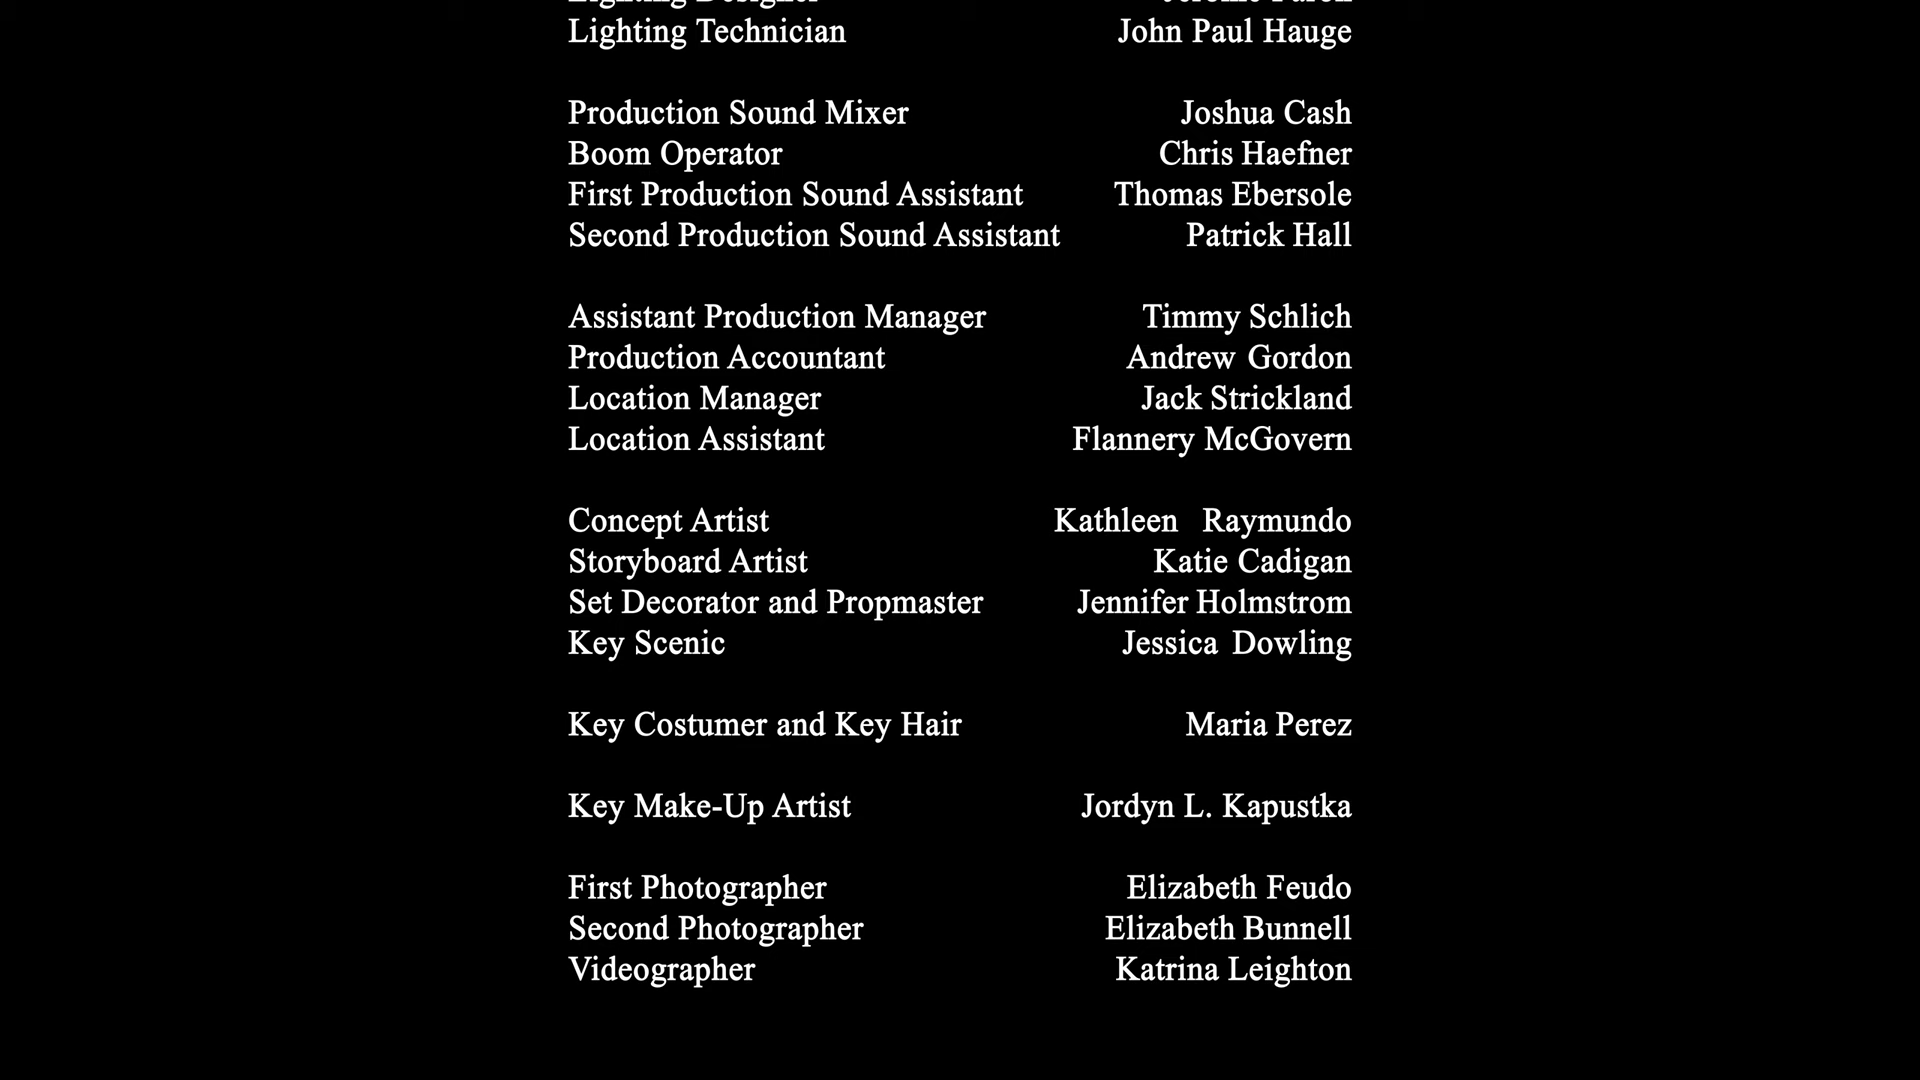 Lighting Designer
Lighting Technician John Paul Hauge
Production Sound Mixer Joshua Cash
Boom Operator Chris Haefner
First Production Sound Assistant Thomas Ebersole
Second Production Sound Assistant Patrick Hall
Assistant Production Manager Timmy Schlich
Production Accountant Andrew Gordon
Location Manager Jack Strickland
Location Assistant Flannery McGovern
Concept Artist Kathleen Raymundo
Storyboard Artist Katie Cadigan
Set Decorator and Propmaster Jennifer Holmstrom
Key Scenic Jessica Dowling
Key Costumer and Key Hair Maria Perez
Key Make-Up Artist Jordyn L. Kapustka
First Photographer Elizabeth Feudo
Second Photographer Elizabeth Bunnell
Videographer Katrina Leighton